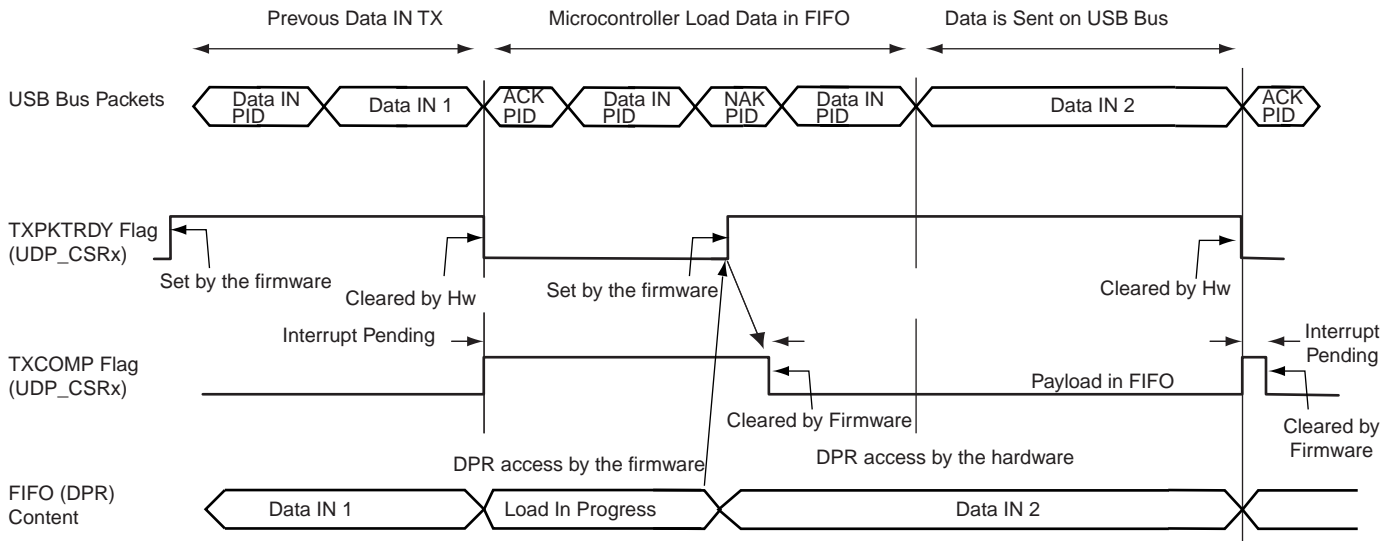 Prevous Data IN TX
Microcontroller Load Data in FIFO
Data is Sent on USB Bus
USB Bus Packets
Data IN
PID
Data IN 1
ACK
PID
Data IN
PID
NAK
PID
Data IN
PID
Data IN 2
ACK
PID
TXPKTRDY Flag
(UDP_CSRx)
Set by the firmware
Cleared by Hw
Set by the firmware
Cleared by Hw
Interrupt Pending
Interrupt
Pending
TXCOMP Flag
(UDP_CSRx)
Payload in FIFO
Cleared by Firmware
Cleared by
Firmware
DPR access by the firmware
DPR access by the hardware
FIFO (DPR)
Content
Data IN 1
Load In Progress
Data IN 2